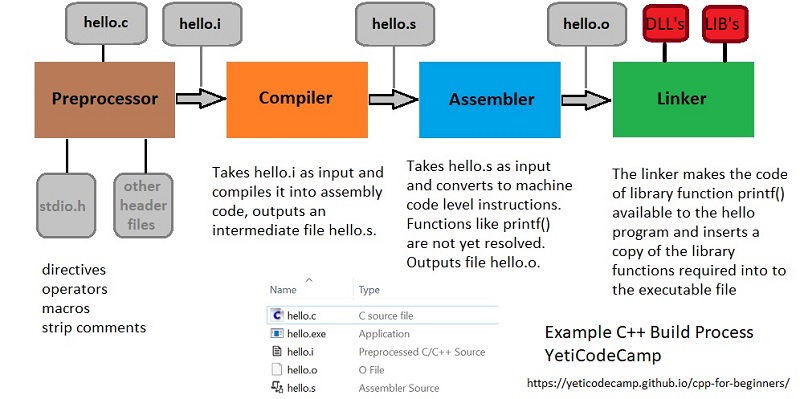 hello.c
hello.i
hello.s
hello.o
DLL's
LIB's
Preprocessor
Compiler
Assembler
Linker
stdio.h
other
header
files
directives
operators
macros
strip comments
Takes hello.i as input and
compiles it into assembly
code, outputs an
intermediate file hello.s.
Takes hello.s as input
and converts to machine
code level instructions.
Functions like printf()
are not yet resolved.
Outputs file hello.o.
The linker makes the code
of library function printf()
available to the hello
program and inserts a
copy of the library
functions required into to
the executable file
Name Type
hello.c C source file
hello.exe Application
hello.i Preprocessed C/C++ Source
hello.o O File
hello.s Assembler Source
Example C++ Build Process
YetiCodeCamp
https://yeticodecamp.github.io/cpp-for-beginners/